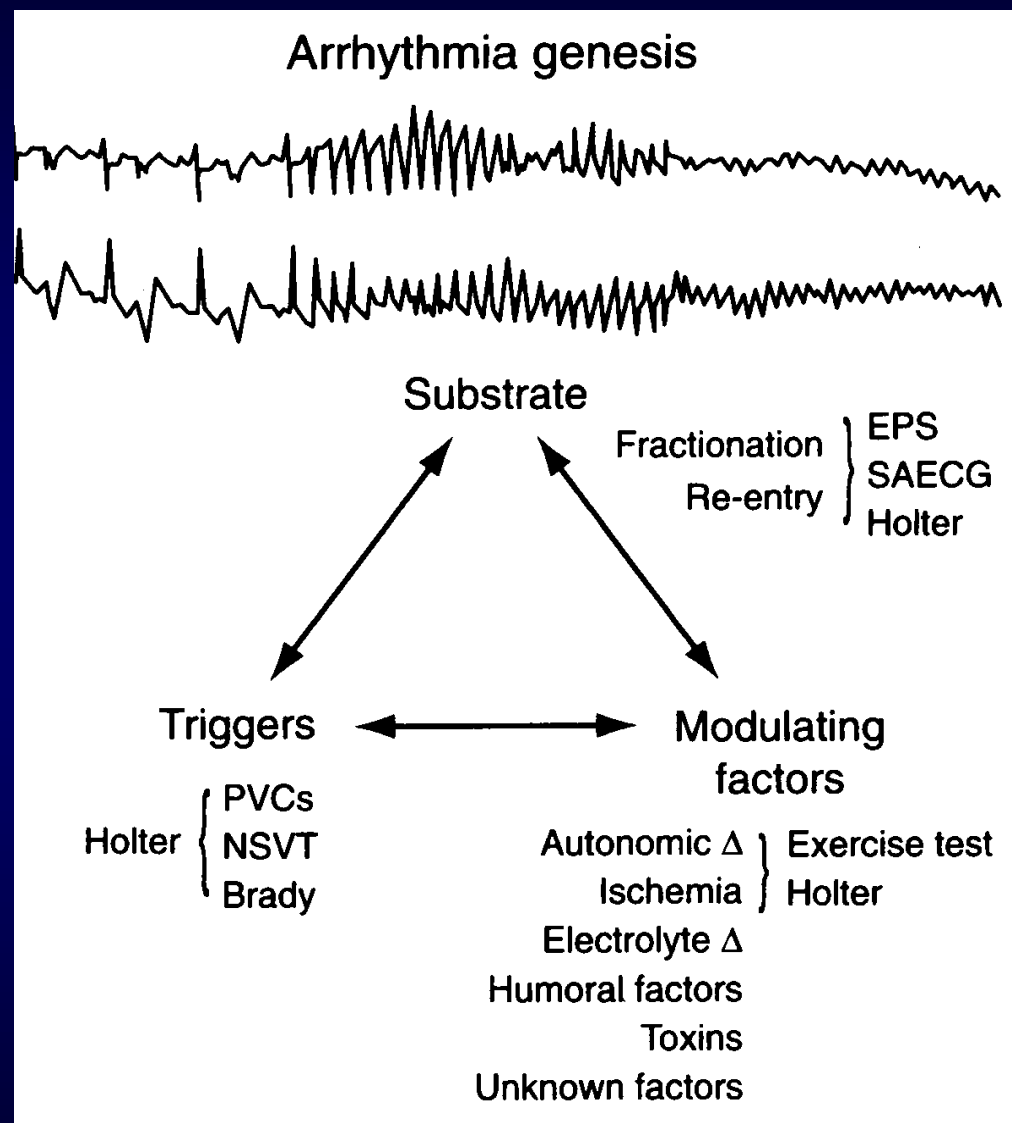 Arrhythmia genesis
Substrate
Fractionation
Re-entry
EPS
SAECG
Holter
Triggers
Holter
PVCs
NSVT
Brady
Modulating
factors
Autonomic Δ
Ischemia
Exercise test
Holter
Electrolyte Δ
Humoral factors
Toxins
Unknown factors